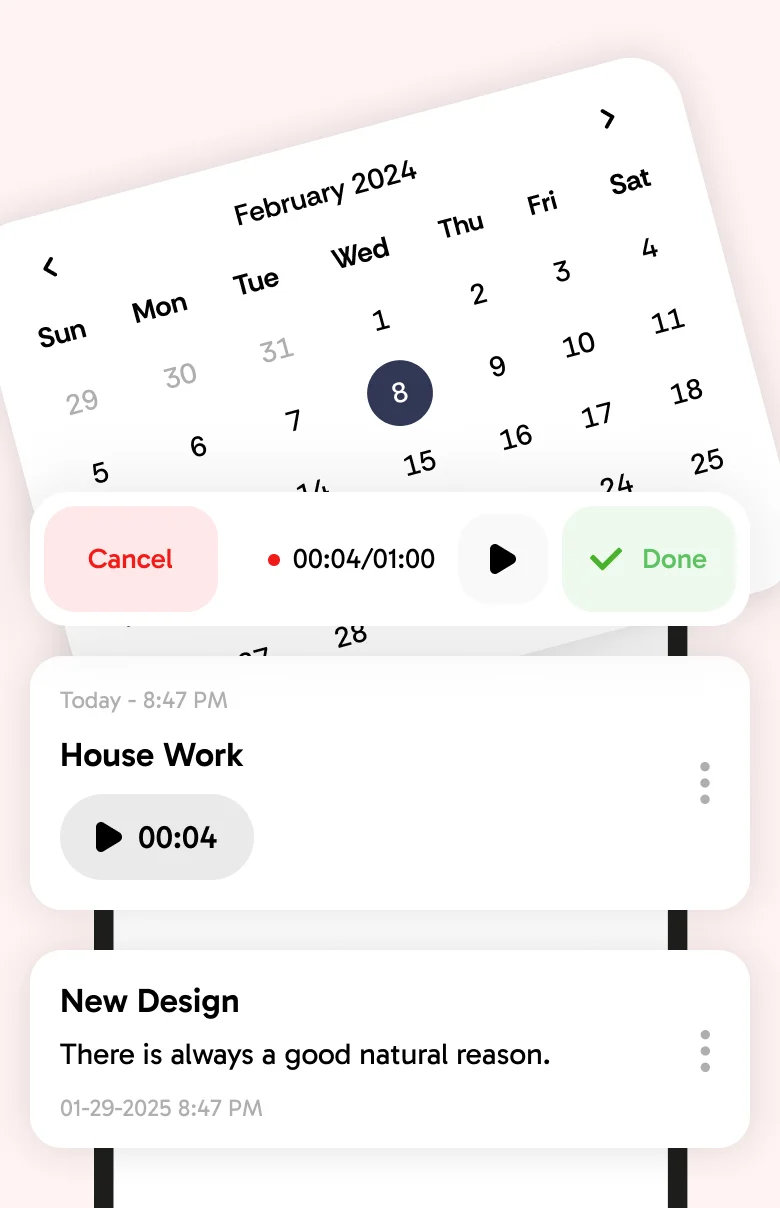 February 2024
Sun Mon Tue Wed Thu Fri Sat
29 30 31 1 2 3 4
5 6 7 8 9 10 11
14 15 16 17 18
24 25
Cancel 00:04/01:00 Done
27 28
Today - 8:47 PM
House Work
00:04
New Design
There is always a good natural reason.
01-29-2025 8:47 PM